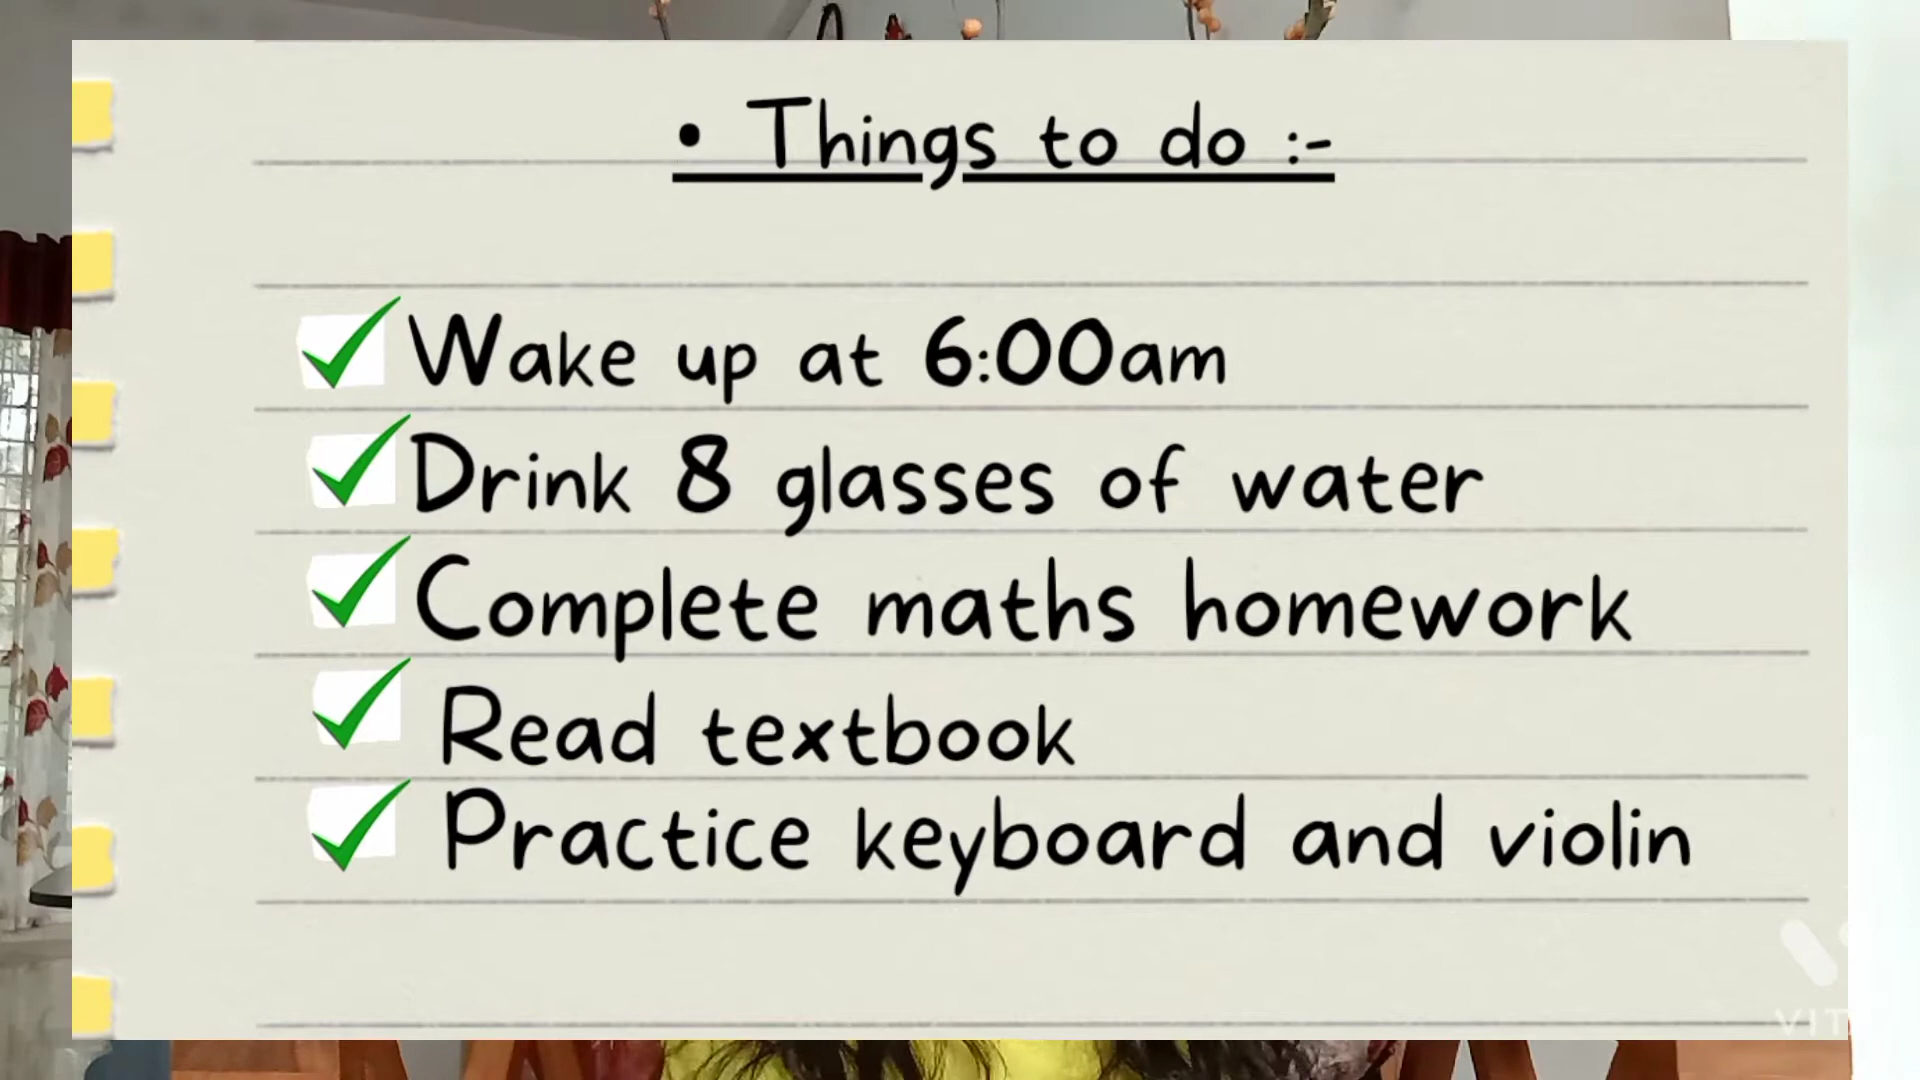 • Things to do :-
Wake up at 6:00am
Drink 8 glasses of water
Complete maths homework
Read textbook
Practice keyboard and violin
VIT